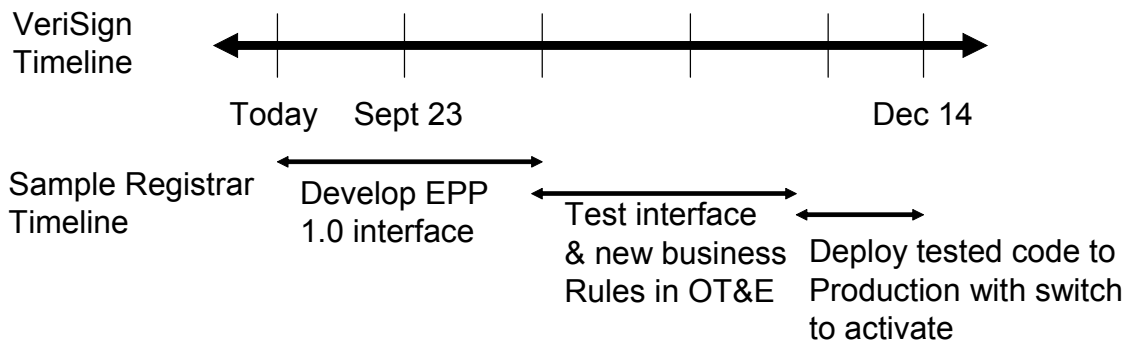 VeriSign
Timeline
Today
Sept 23
Dec 14
Sample Registrar
Timeline
Develop EPP
1.0 interface
Test interface
& new business
Rules in OT&E
Deploy tested code to
Production with switch
to activate